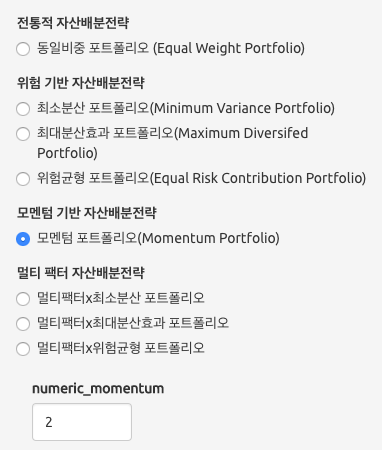 전통적 자산배분전략
동일비중 포트폴리오 (Equal Weight Portfolio)
위험 기반 자산배분전략
최소분산 포트폴리오(Minimum Variance Portfolio)
최대분산효과 포트폴리오(Maximum Diversifed
Portfolio)
위험균형 포트폴리오(Equal Risk Contribution Portfolio)
모멘텀 기반 자산배분전략
모멘텀 포트폴리오(Momentum Portfolio)
멀티 팩터 자산배분전략
멀티팩터x최소분산 포트폴리오
멀티팩터x최대분산효과 포트폴리오
멀티팩터x위험균형 포트폴리오
numeric_momentum
2